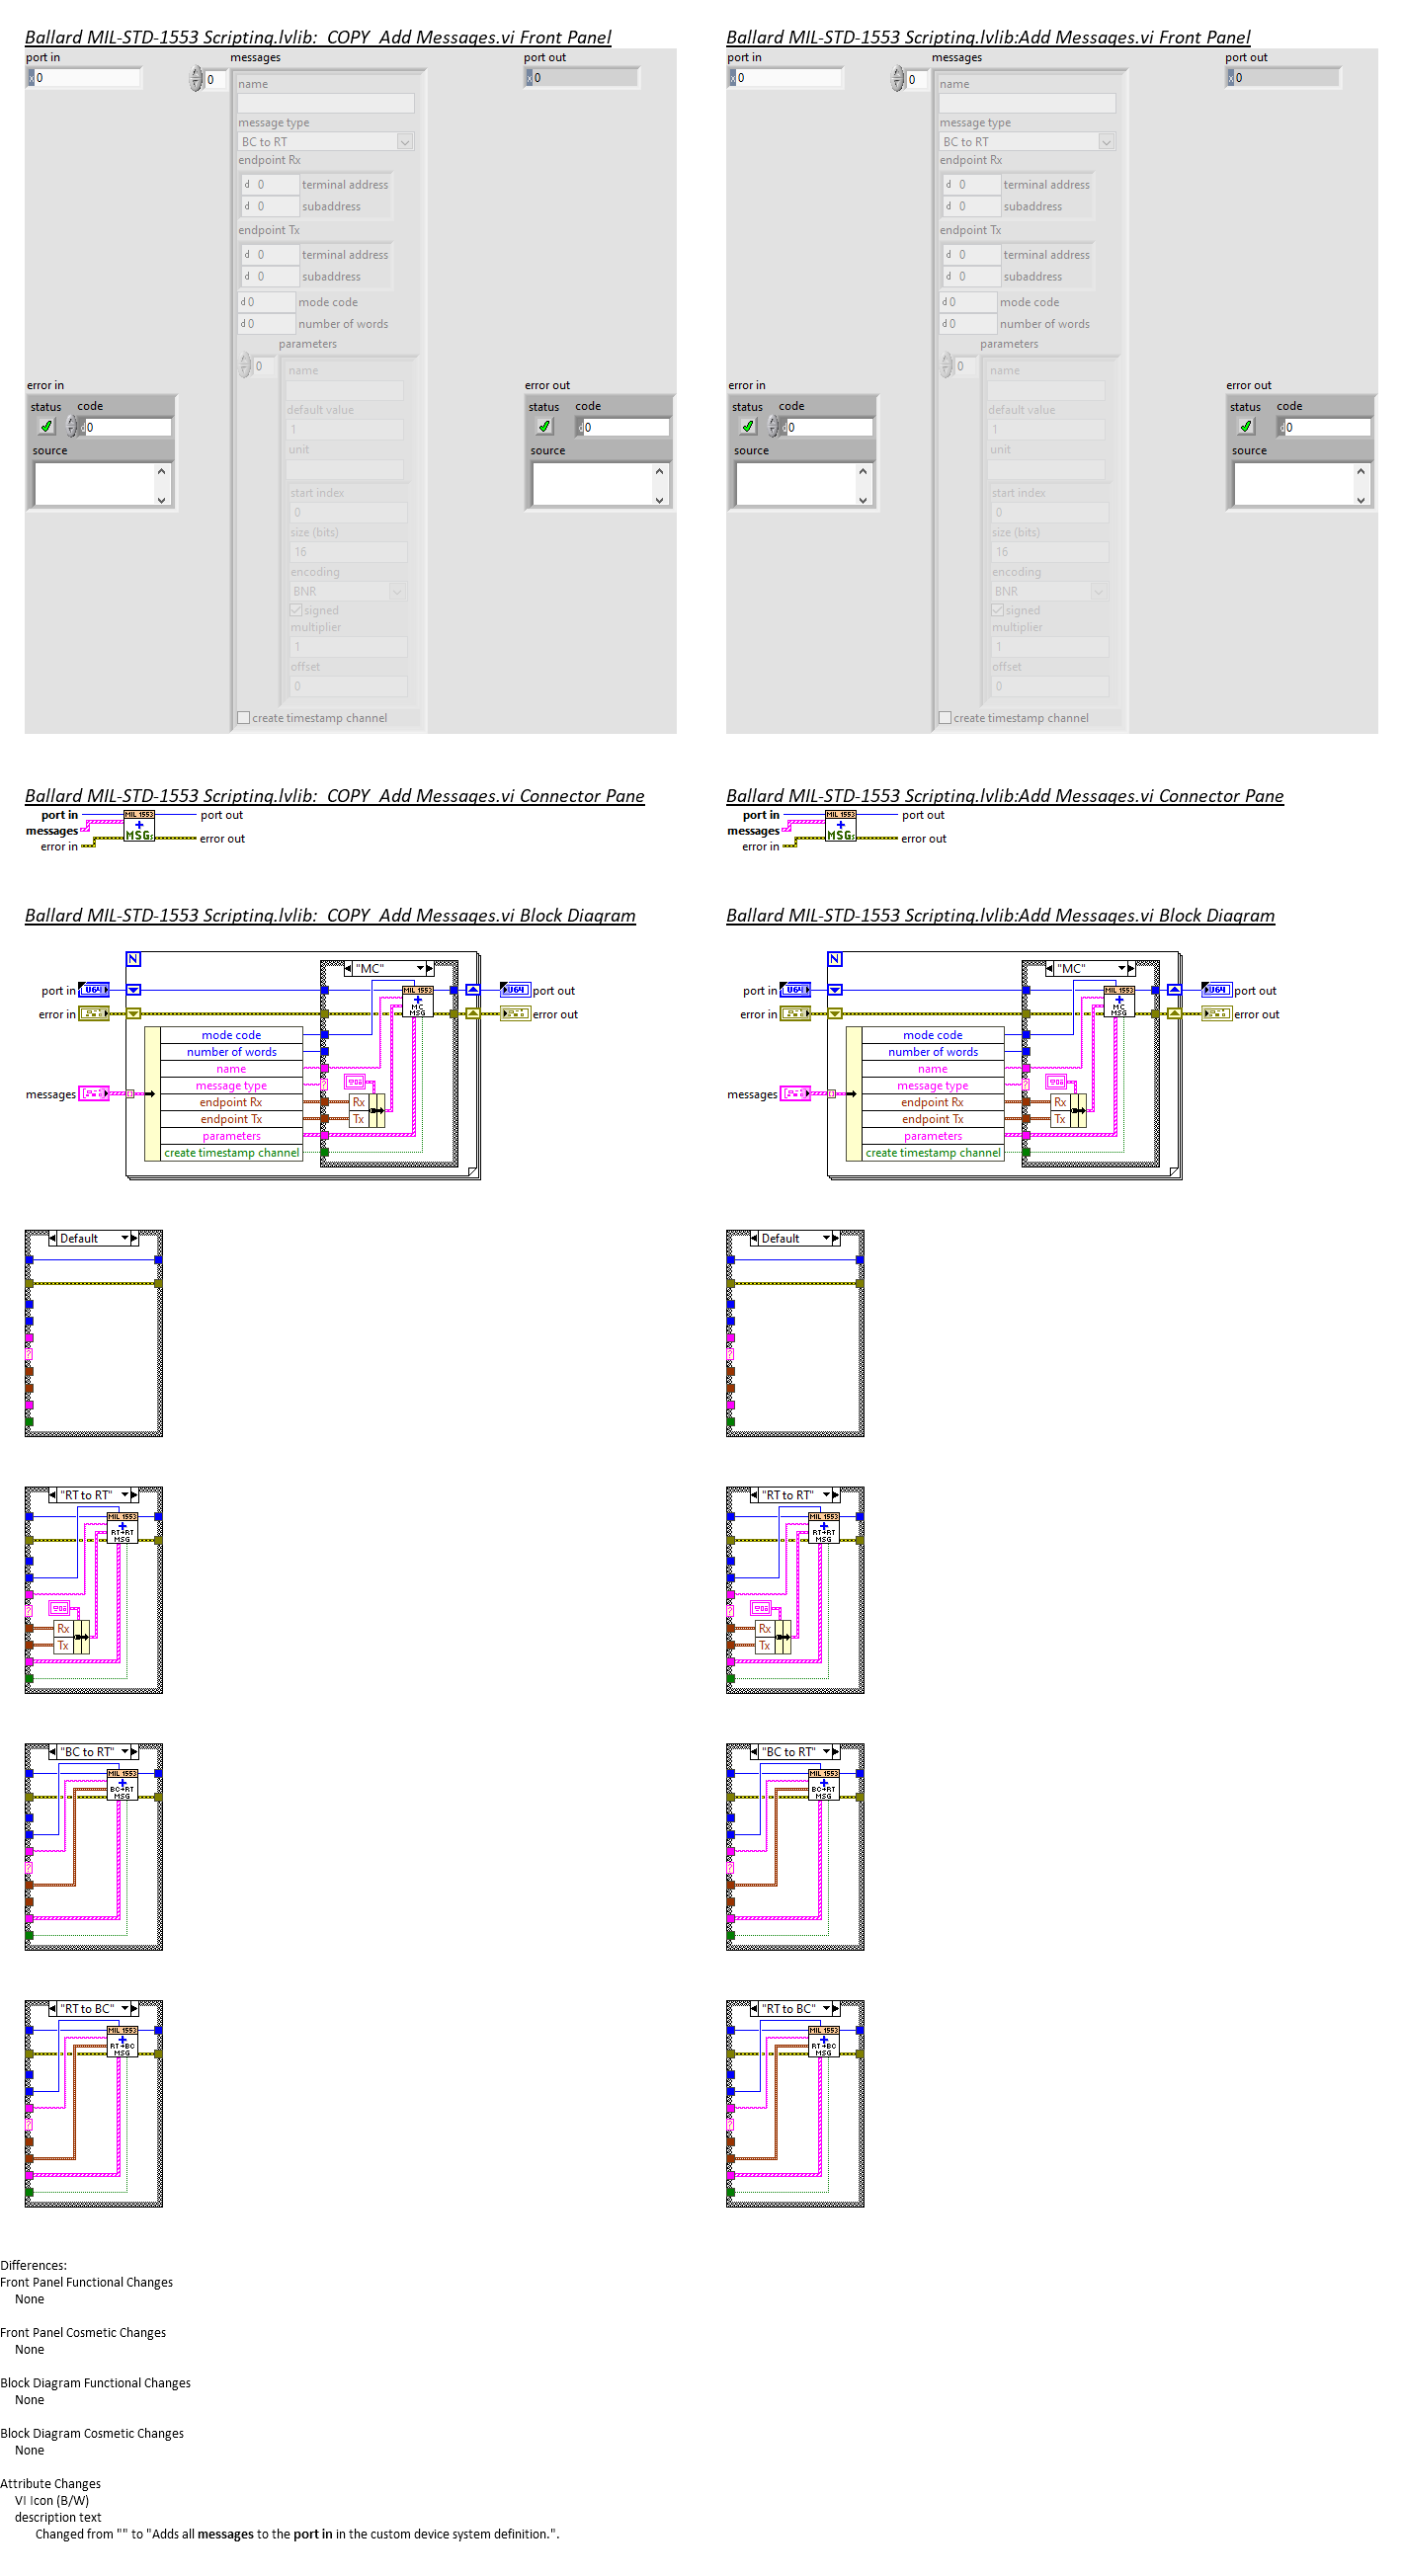 Ballard MIL-STD-1553 Scripting.lvlib:_COPY_Add Messages.vi Front Panel
port in
0
0
messages
name
message type
BC to RT
endpoint Rx
d 0 terminal address
d 0 subaddress
endpoint Tx
d 0 terminal address
d 0 subaddress
d 0 mode code
d 0 number of words
parameters
0
name
default value
1
unit
start index
0
size (bits)
16
encoding
BNR
signed
multiplier
1
offset
0
create timestamp channel
port out
x 0
error in
status code
d 0
source
error out
status code
d 0
source
Ballard MIL-STD-1553 Scripting.lvlib:Add Messages.vi Front Panel
port in
x 0
0
messages
name
message type
BC to RT
endpoint Rx
d 0 terminal address
d 0 subaddress
endpoint Tx
d 0 terminal address
d 0 subaddress
d 0 mode code
d 0 number of words
parameters
0
name
default value
1
unit
start index
0
size (bits)
16
encoding
BNR
signed
multiplier
1
offset
0
create timestamp channel
port out
x 0
error in
status code
d 0
source
error out
status code
d 0
source
Ballard MIL-STD-1553 Scripting.lvlib:_COPY_Add Messages.vi Connector Pane
port in
messages
error in
MIL 1553
MSGs
port out
error out
Ballard MIL-STD-1553 Scripting.lvlib:Add Messages.vi Connector Pane
port in
messages
error in
MIL 1553
MSGs
port out
error out
Ballard MIL-STD-1553 Scripting.lvlib:_COPY_Add Messages.vi Block Diagram
N
"MC"
port in U64
error in
messages
mode code
number of words
name
message type
endpoint Rx
endpoint Tx
parameters
create timestamp channel
MIL 1553
MC
MSG
Rx
Tx
U64 port out
error out
Ballard MIL-STD-1553 Scripting.lvlib:Add Messages.vi Block Diagram
N
"MC"
port in U64
error in
messages
mode code
number of words
name
message type
endpoint Rx
endpoint Tx
parameters
create timestamp channel
MIL 1553
MC
MSG
Rx
Tx
U64 port out
error out
Default
?
Default
?
"RT to RT"
MIL 1553
RT→RT
MSG
?
Rx
Tx
"RT to RT"
MIL 1553
RT→RT
MSG
?
Rx
Tx
"BC to RT"
MIL 1553
BC→RT
MSG
?
"BC to RT"
MIL 1553
BC→RT
MSG
?
"RT to BC"
MIL 1553
RT→BC
MSG
?
"RT to BC"
MIL 1553
RT→BC
MSG
?
Differences:
Front Panel Functional Changes
None
Front Panel Cosmetic Changes
None
Block Diagram Functional Changes
None
Block Diagram Cosmetic Changes
None
Attribute Changes
VI Icon (B/W)
description text
Changed from "" to "Adds all messages to the port in in the custom device system definition.".